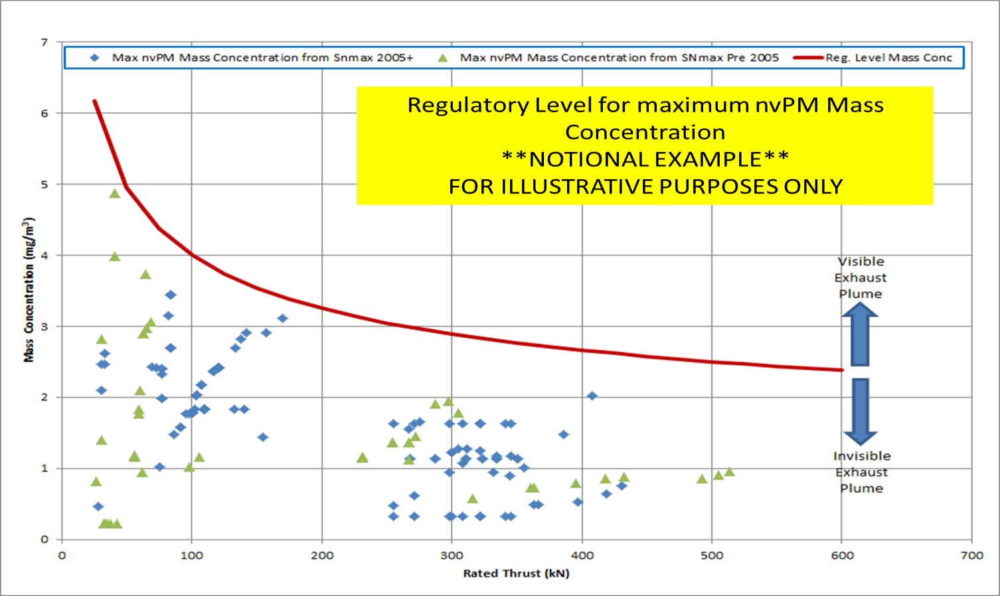 7
Max nvPM Mass Concentration from Snmax 2005+ Max nvPM Mass Concentration from SNmax Pre 2005 Reg. Level Mass Conc
Regulatory Level for maximum nvPM Mass
Concentration
**NOTIONAL EXAMPLE**
FOR ILLUSTRATIVE PURPOSES ONLY
6
5
4
3
2
1
0
Mass Concentration (mg/m³)
Visible
Exhaust
Plume
Invisible
Exhaust
Plume
0 100 200 300 400 500 600 700
Rated Thrust (kN)